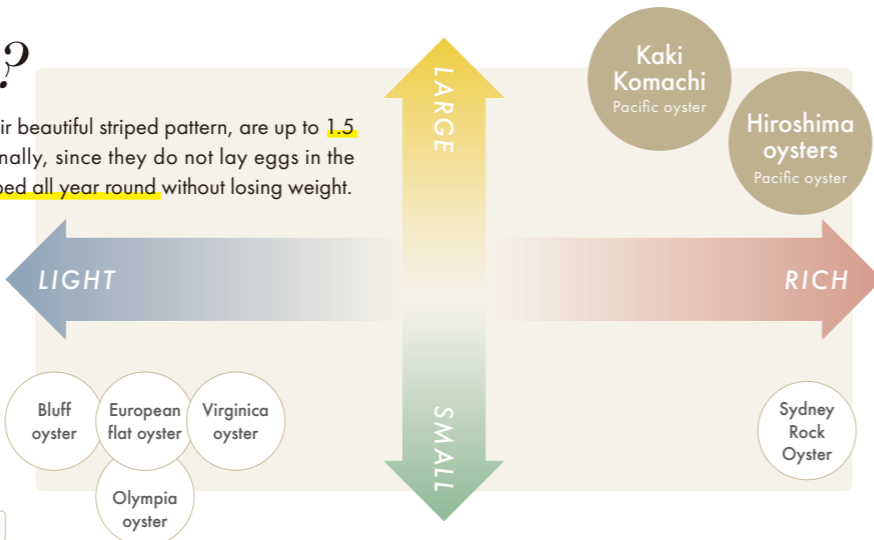 ?
ir beautiful striped pattern, are up to 1.5
nally, since they do not lay eggs in the
ped all year round without losing weight.
LARGE
Kaki
Komachi
Pacific oyster
Hiroshima
oysters
Pacific oyster
LIGHT
RICH
SMALL
Bluff
oyster
European
flat oyster
Virginica
oyster
Olympia
oyster
Sydney
Rock
Oyster